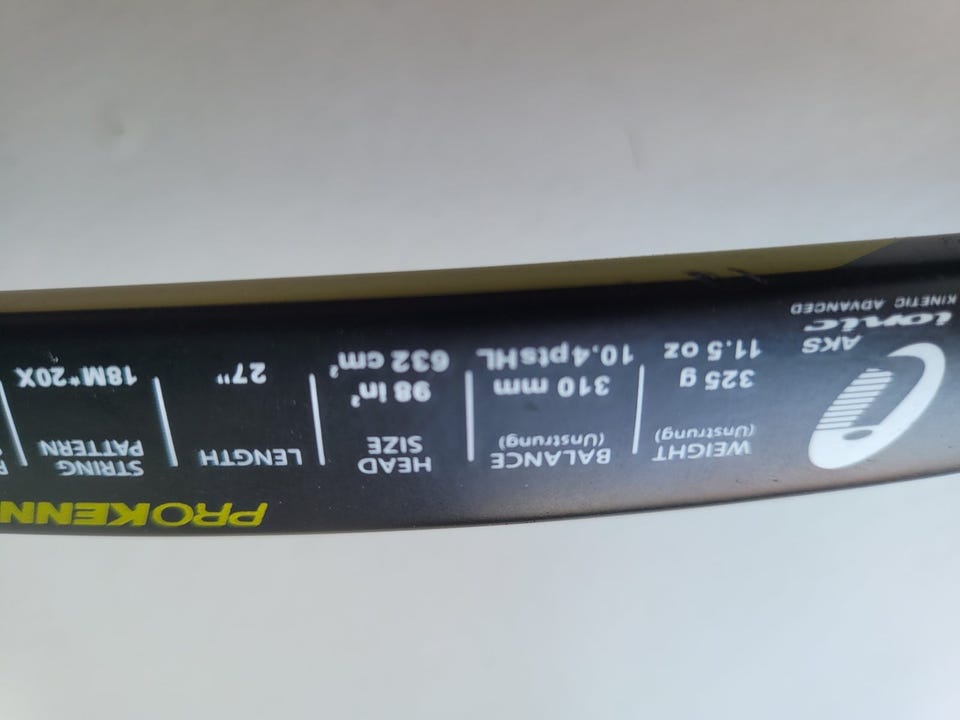 PROKENN
WEIGHT
(Unstrung)
325 g
11.5 oz
BALANCE
(Unstrung)
310 mm
10.4ptsHL
HEAD
SIZE
98 in²
632 cm²
LENGTH
27"
STRING
PATTERN
18M*20X
AKS
ionic
KINETIC ADVANCED